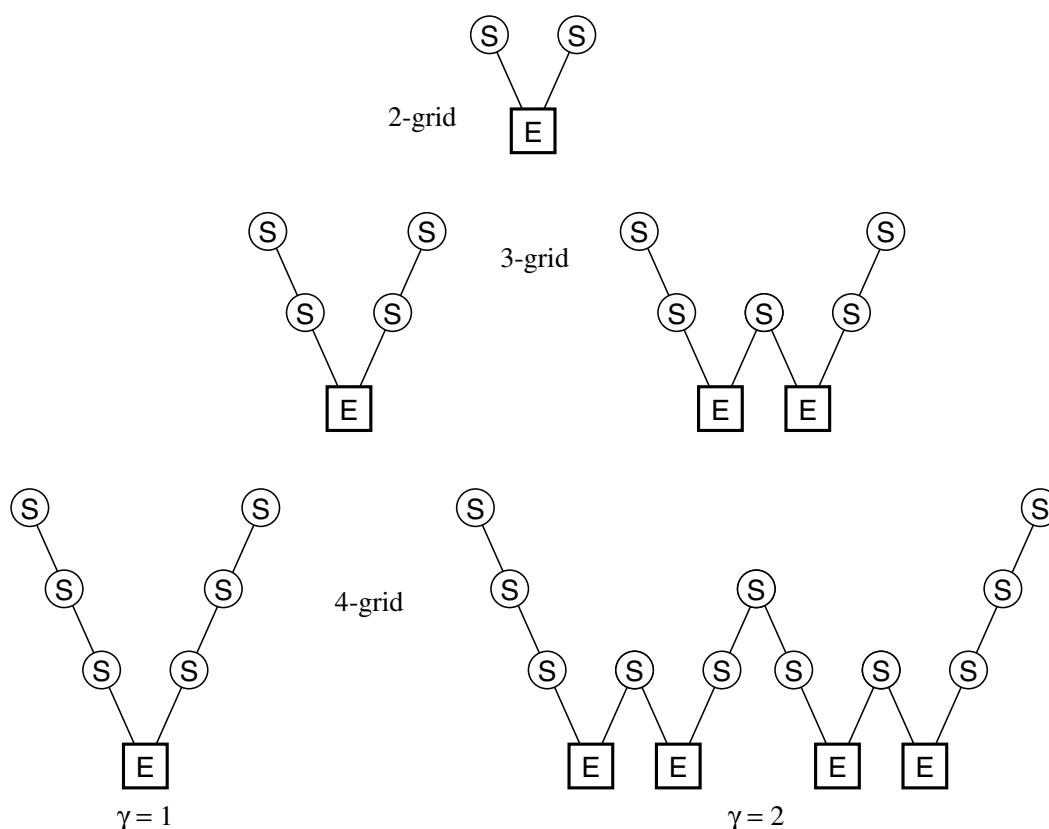 S S
2-grid
E
S S S S
3-grid
S S S S S
E E E
S S S S
S S S S S
4-grid
S S S S S S S S
E E E E E
γ = 1 γ = 2